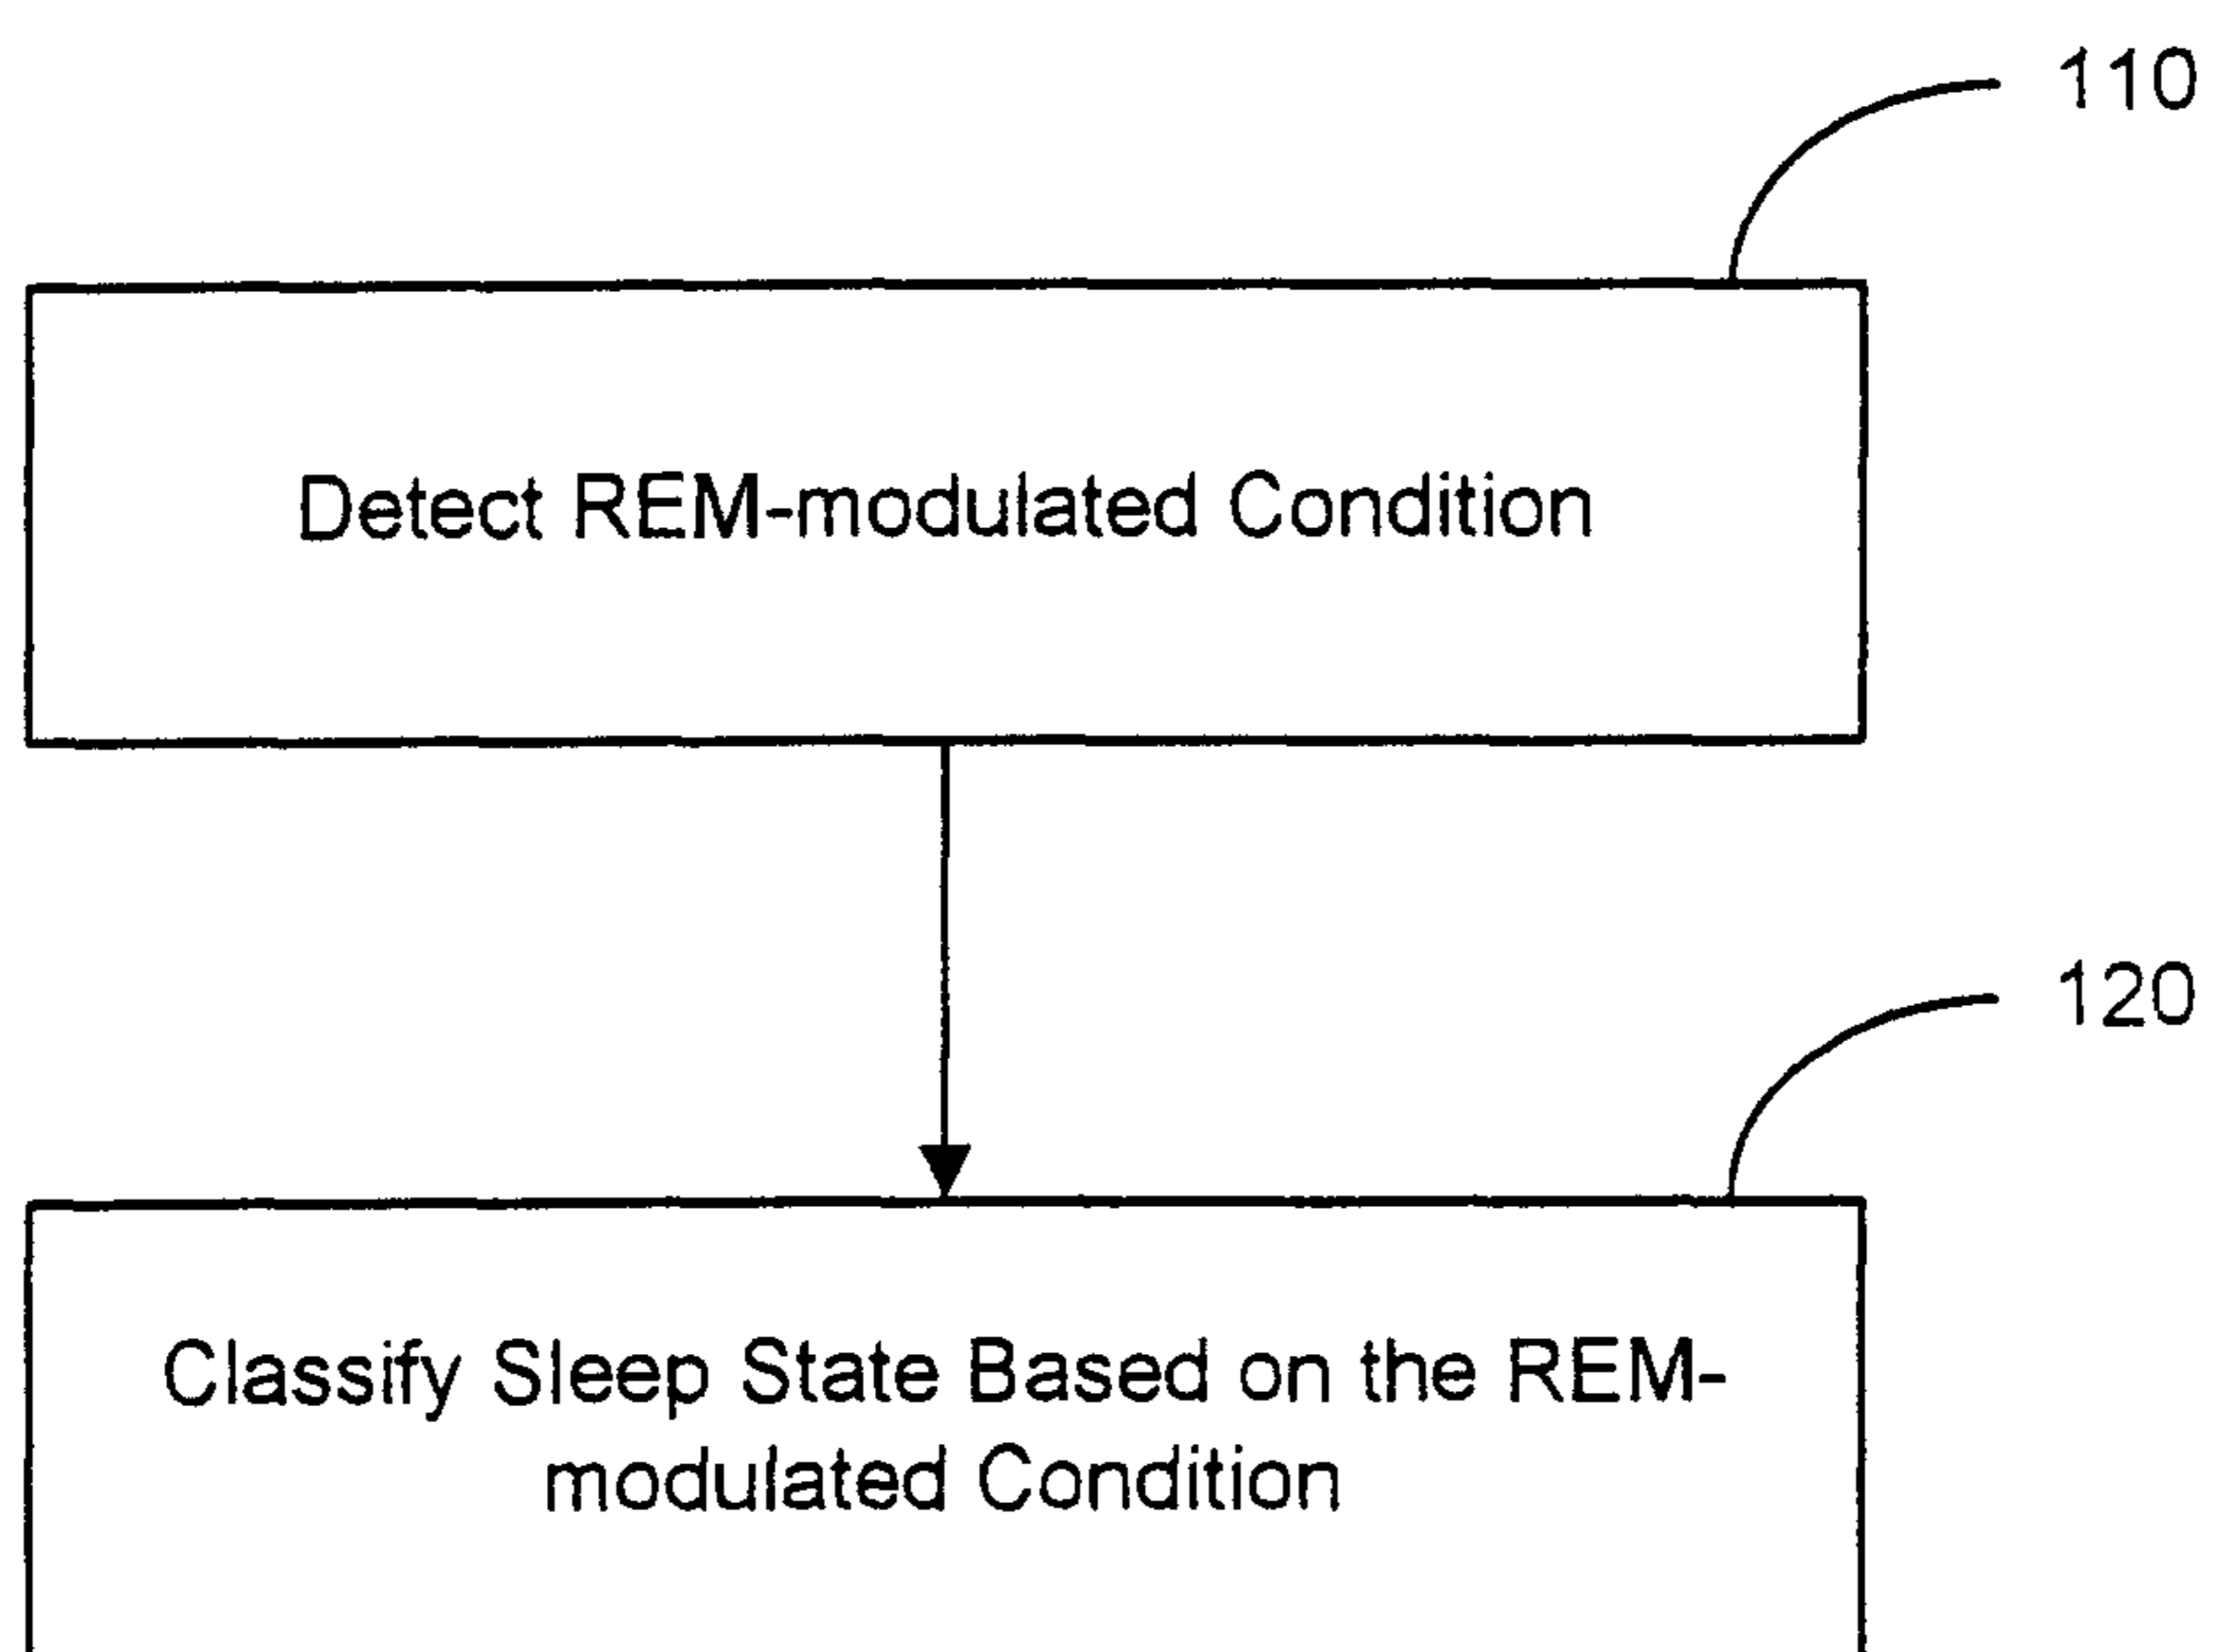 110
Detect REM-modulated Condition
120
Classify Sleep State Based on the REM-
modulated Condition